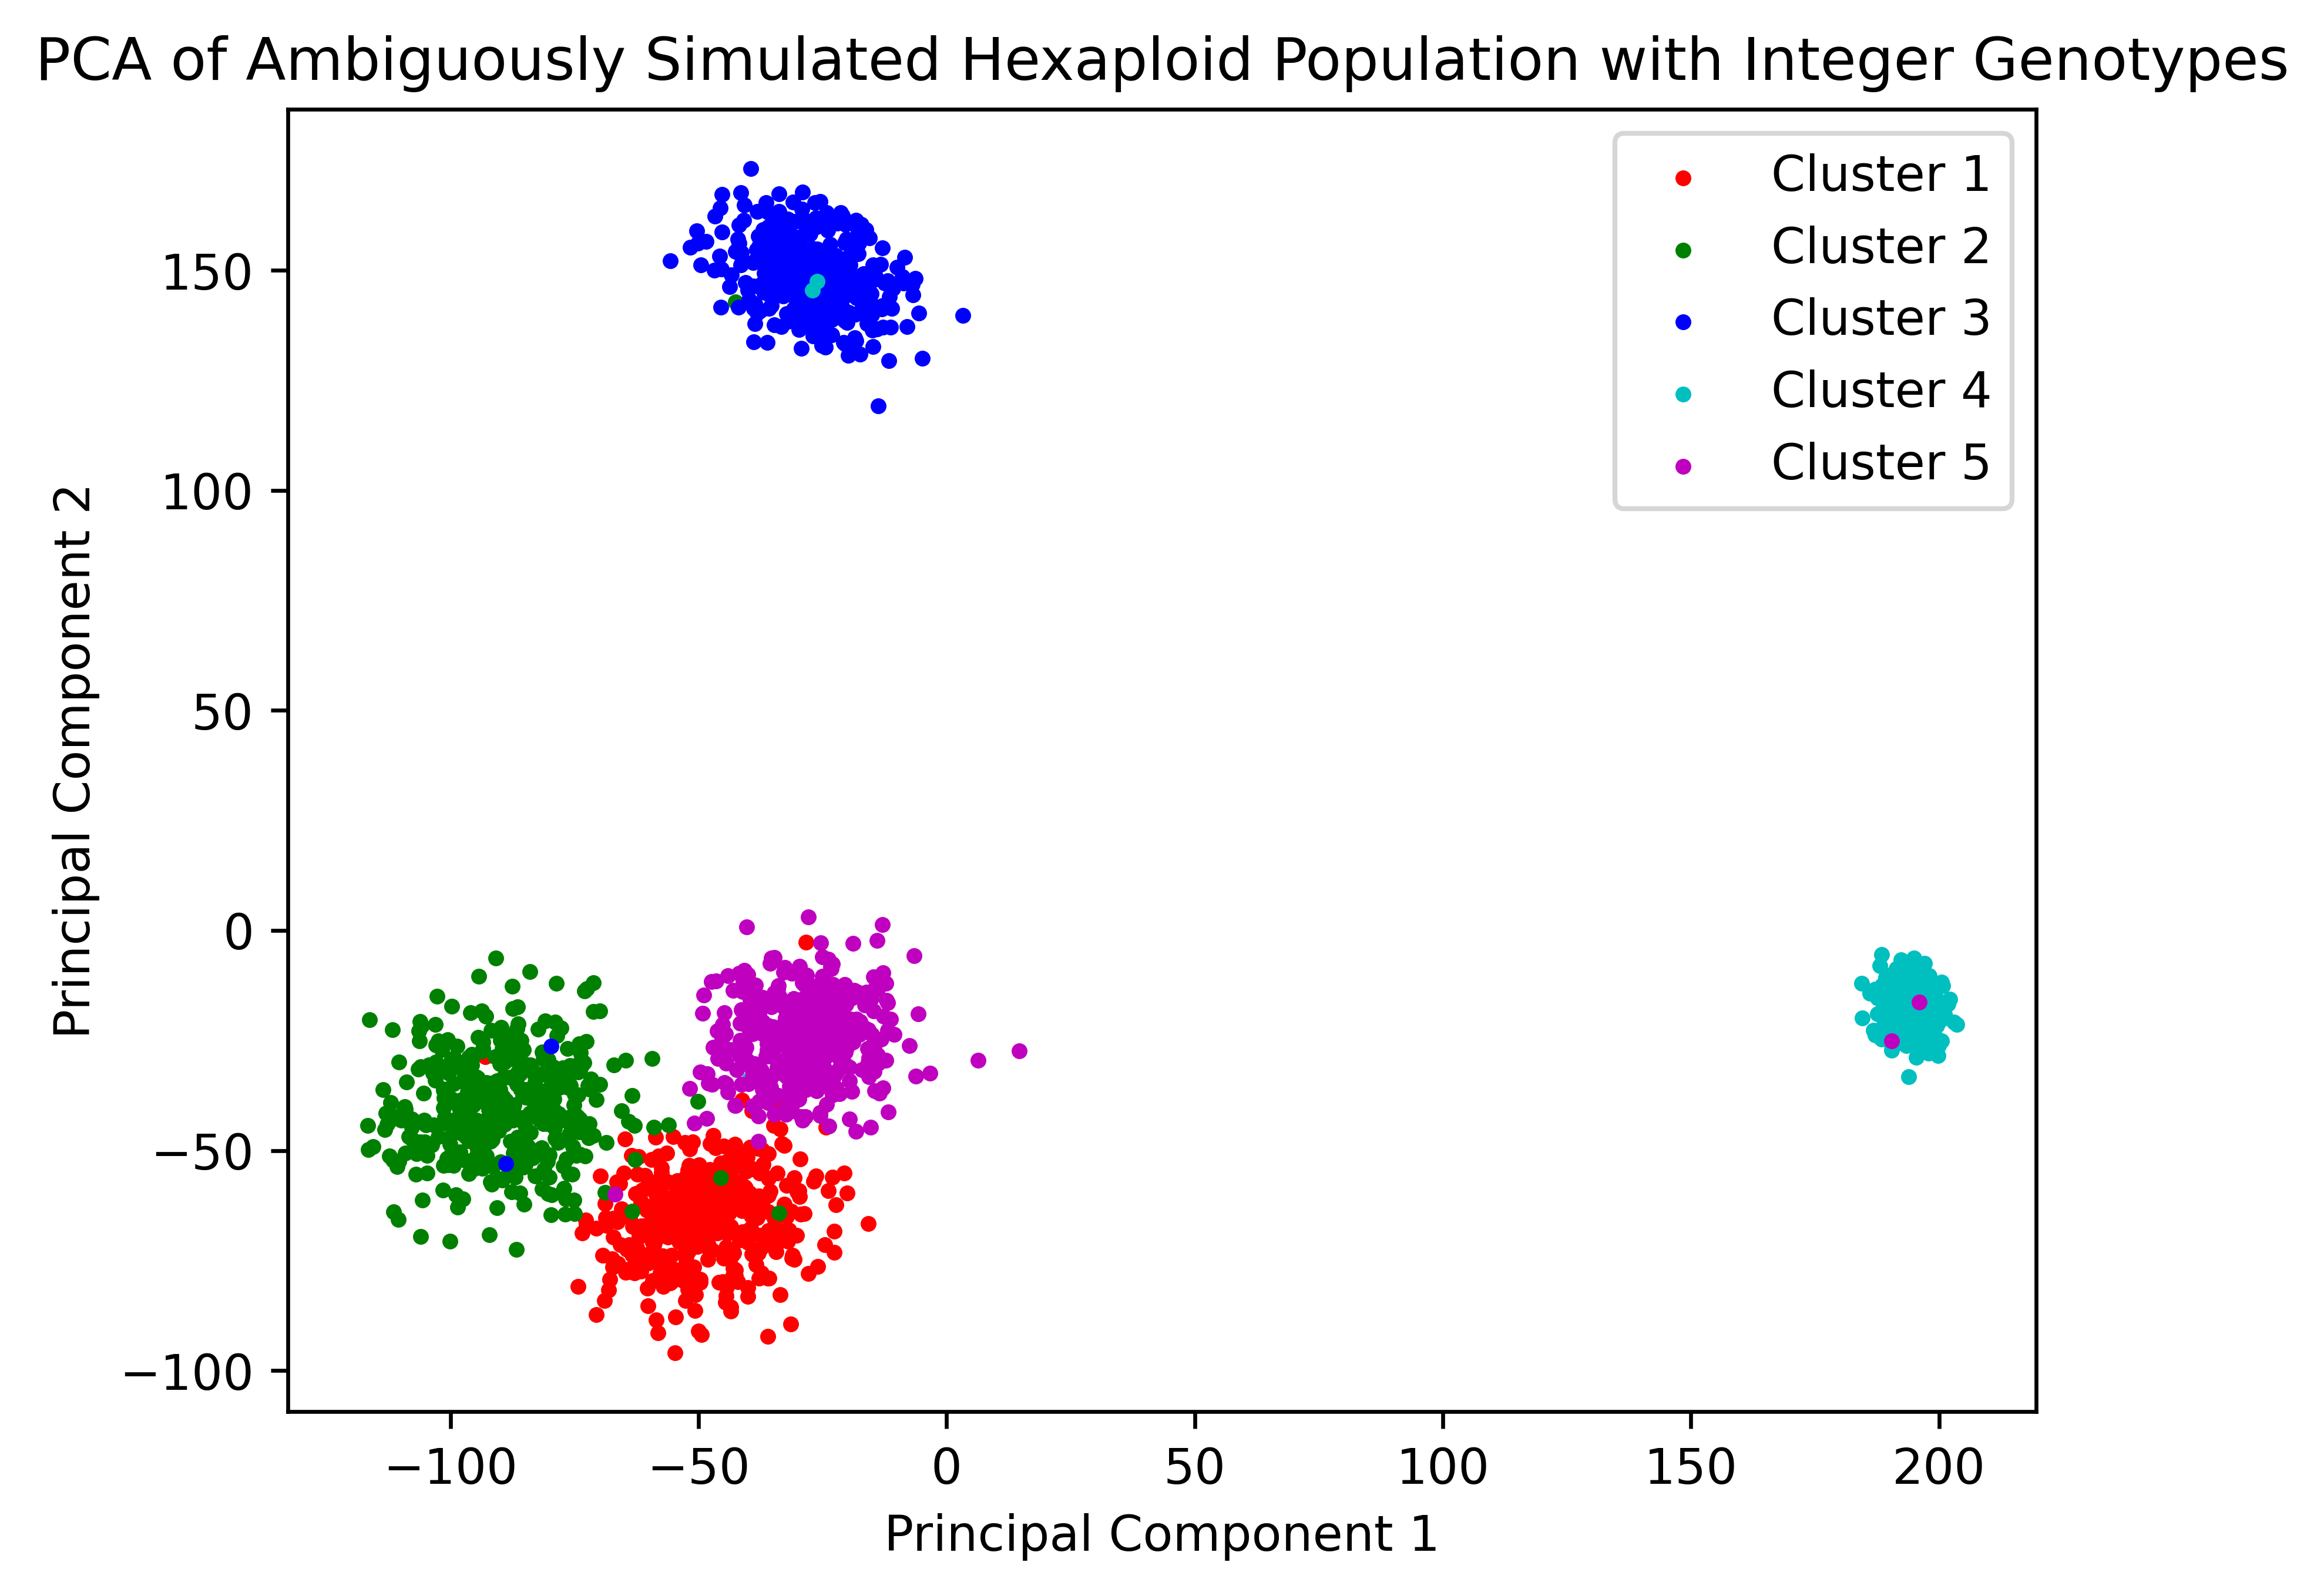 PCA of Ambiguously Simulated Hexaploid Population with Integer Genotypes
Cluster 1
Cluster 2
Cluster 3
Cluster 4
Cluster 5
Principal Component 2
150
100
50
0
−50
−100
−100
−50
0
50
100
150
200
Principal Component 1